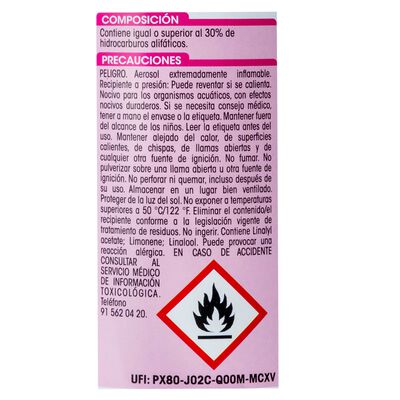 COMPOSICIÓN
Contiene igual o superior al 30% de
hidrocarburos alifáticos.
PRECAUCIONES
PELIGRO. Aerosol extremadamente inflamable.
Recipiente a presión: Puede reventar si se calienta.
Nocivo para los organismos acuáticos, con efectos
nocivos duraderos. Si se necesita consejo médico,
tener a mano el envase o la etiqueta. Mantener fuera
del alcance de los niños. Leer la etiqueta antes del
uso. Mantener alejado del calor, de superficies
calientes, de chispas, de llamas abiertas y de
cualquier otra fuente de ignición. No fumar. No
pulverizar sobre una llama abierta u otra fuente de
ignición. No perforar ni quemar, incluso después de
su uso. Almacenar en un lugar bien ventilado.
Proteger de la luz del sol. No exponer a temperaturas
superiores a 50 °C/122 °F. Eliminar el contenido/el
recipiente conforme a la legislación vigente de
tratamiento de residuos. No ingerir. Contiene Linalyl
acetate; Limonene; Linalool. Puede provocar una
reacción alérgica. EN CASO DE ACCIDENTE
CONSULTAR AL
SERVICIO MÉDICO
DE INFORMACIÓN
TOXICOLÓGICA.
Teléfono
91 562 04 20.
UFI: PX80-J02C-Q00M-MCXV